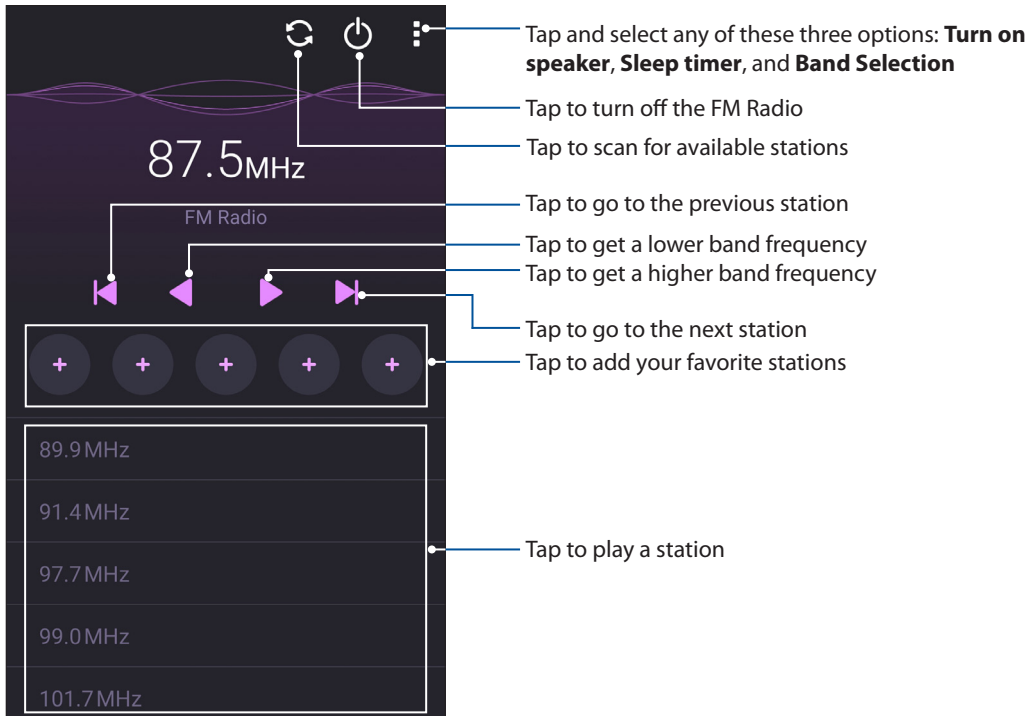 Tap and select any of these three options: Turn on
speaker, Sleep timer, and Band Selection
Tap to turn off the FM Radio
Tap to scan for available stations
87.5MHz
FM Radio
Tap to go to the previous station
Tap to get a lower band frequency
Tap to get a higher band frequency
Tap to go to the next station
Tap to add your favorite stations
+ + + + +
89.9MHz
91.4MHz
97.7MHz
99.0MHz
101.7MHz
Tap to play a station